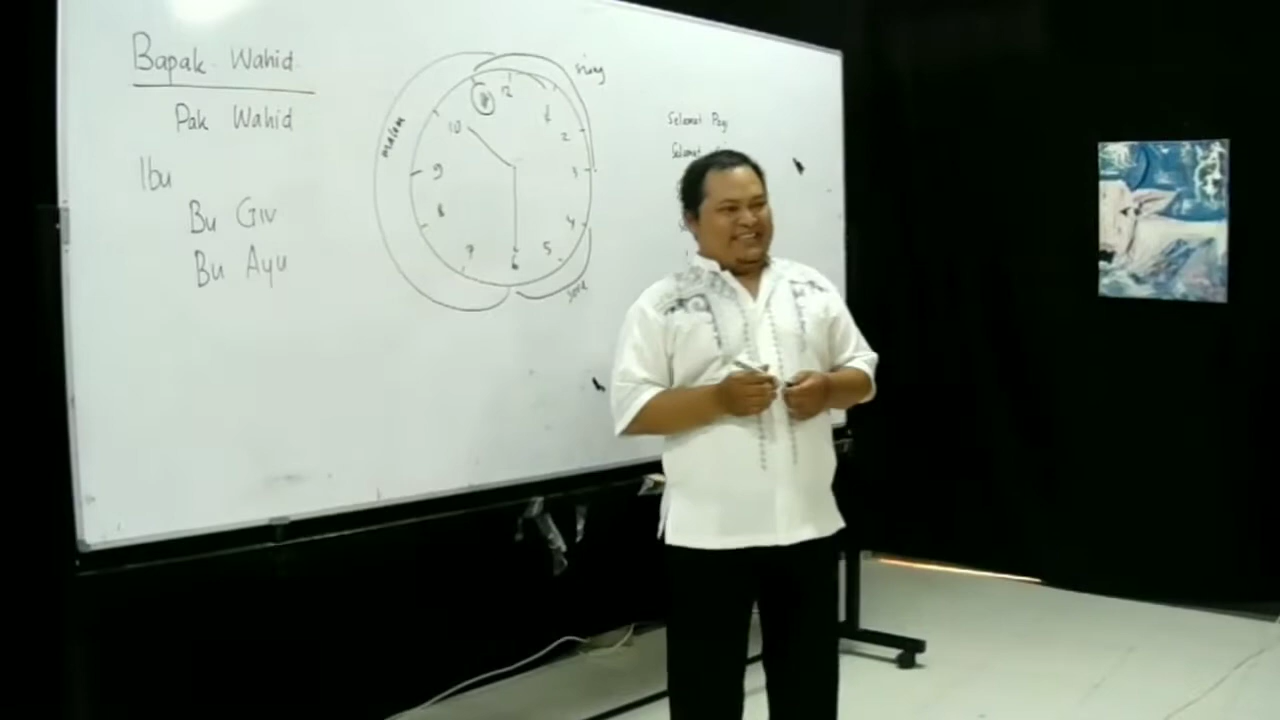 Bapak Wahid
Pak Wahid
Ibu
Bu Giv
Bu Ayu
malam
siang
sore
12
1
2
3
4
5
6
7
8
9
10
Selamat Pagi
Selamat